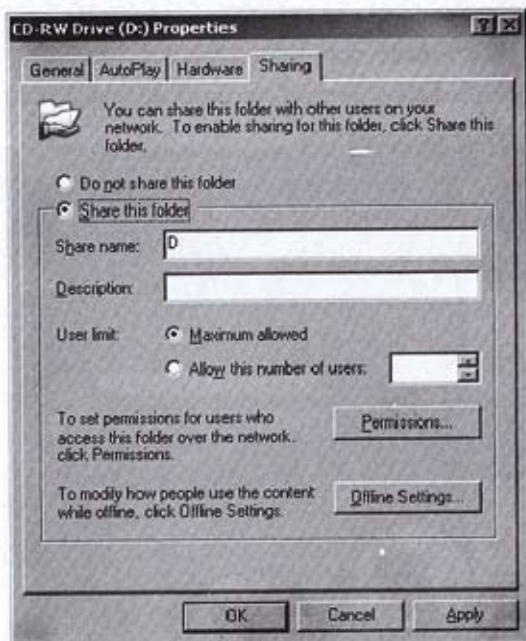 CD-RW Drive (D:) Properties
General AutoPlay Hardware Sharing
You can share this folder with other users on your
network. To enable sharing for this folder, click Share this
folder.
Do not share this folder
Share this folder
Share name: D
Description:
User limit: Maximum allowed
Allow this number of users:
To set permissions for users who
access this folder over the network,
click Permissions.
Permissions...
To modify how people use the content
while offline, click Offline Settings.
Offline Settings...
OK Cancel Apply